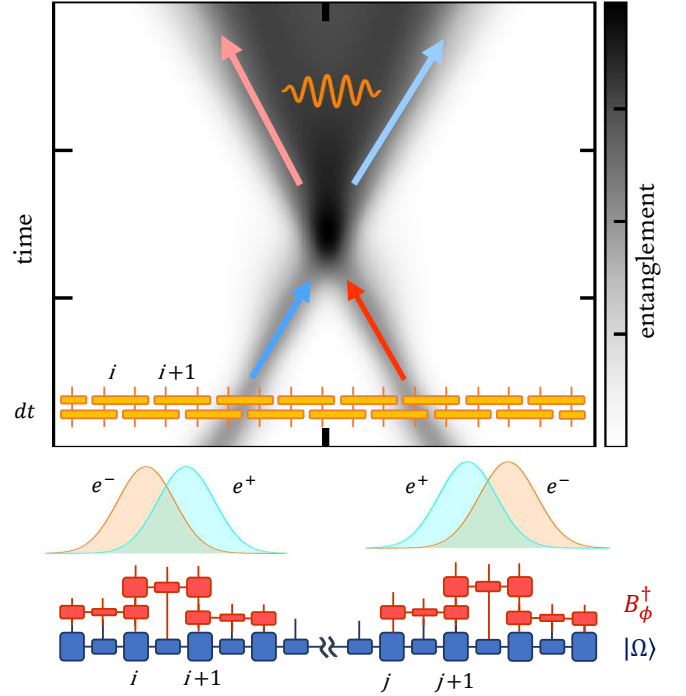 time
entanglement
i i+1
dt
e⁻ e⁺ e⁺ e⁻
B†ϕ
|Ω⟩
i i+1 j j+1